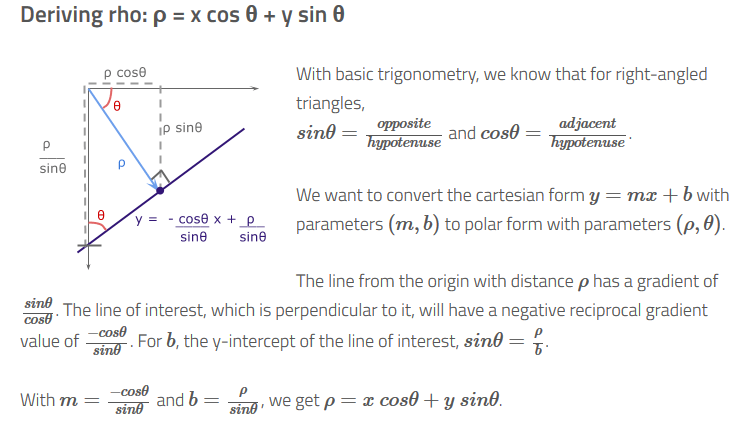 Deriving rho: ρ = x cos θ + y sin θ
ρ cosθ
θ
ρ sinθ
ρ
sinθ
ρ
θ
y = - cosθ x + ρ
sinθ sinθ
With basic trigonometry, we know that for right-angled
triangles,
sinθ = opposite/hypotenuse and cosθ = adjacent/hypotenuse.
We want to convert the cartesian form y = mx + b with
parameters (m, b) to polar form with parameters (ρ, θ).
The line from the origin with distance ρ has a gradient of
sinθ/cosθ. The line of interest, which is perpendicular to it, will have a negative reciprocal gradient
value of −cosθ/sinθ. For b, the y-intercept of the line of interest, sinθ = ρ/b.
With m = −cosθ/sinθ and b = ρ/sinθ, we get ρ = x cosθ + y sinθ.